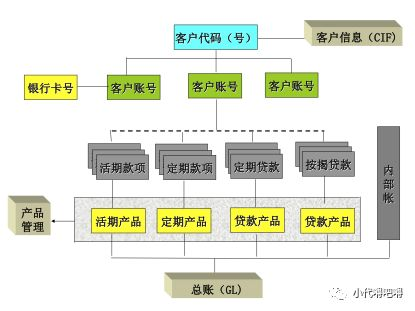 客户代码（号）
客户信息（CIF）
银行卡号
客户账号
客户账号
客户账号
活期款项
定期款项
定期贷款
按揭贷款
内部帐
产品
管理
活期产品
定期产品
贷款产品
贷款产品
总账（GL）
小代嘚吧嘚